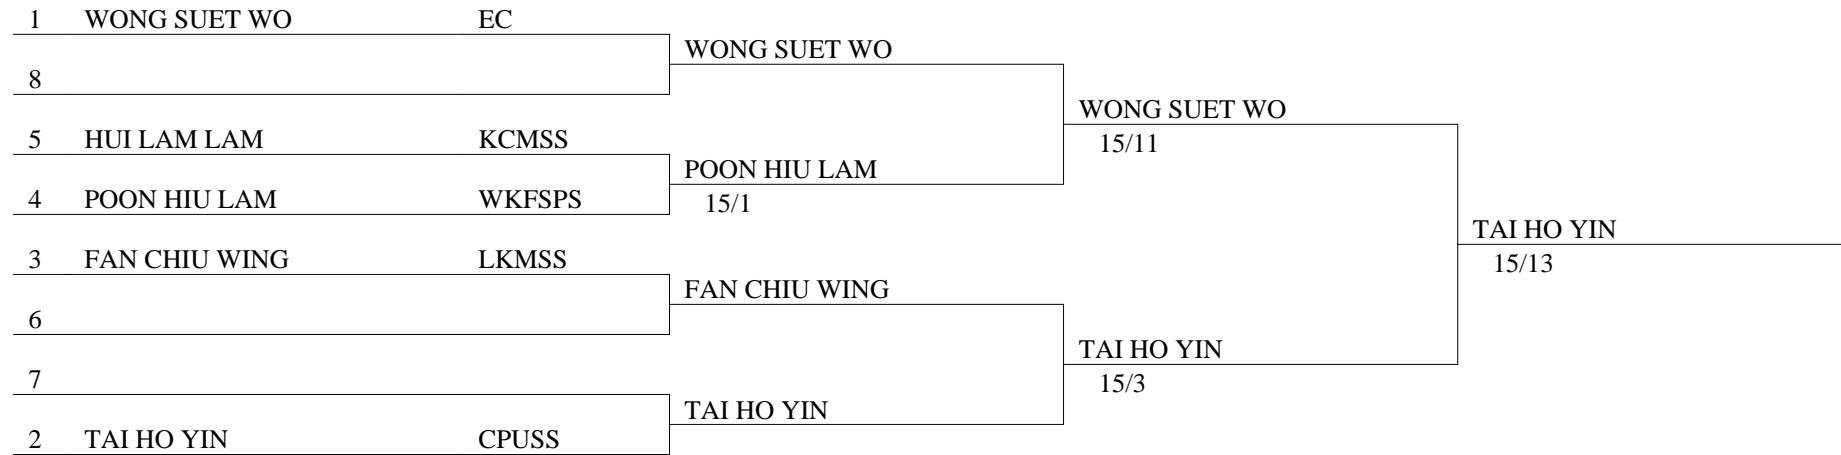 1 WONG SUET WO EC
WONG SUET WO
8
WONG SUET WO
5 HUI LAM LAM KCMSS
15/11
POON HIU LAM
4 POON HIU LAM WKFSPS
15/1
TAI HO YIN
3 FAN CHIU WING LKMSS
15/13
FAN CHIU WING
6
TAI HO YIN
7
15/3
TAI HO YIN
2 TAI HO YIN CPUSS